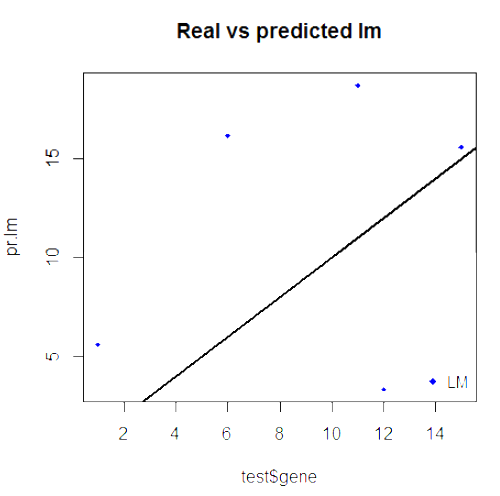 Real vs predicted lm
pr.lm
15
10
5
LM
2 4 6 8 10 12 14
test$gene